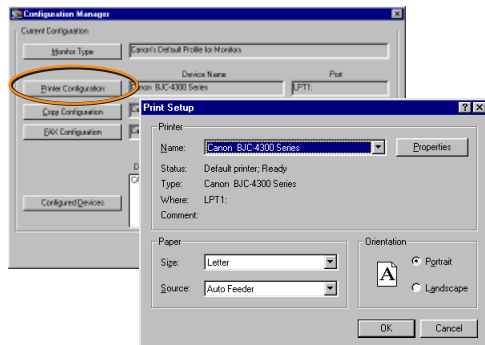 Configuration Manager
Current Configuration
Monitor Type
Canon's Default Profile for Monitors
Device Name
Port
Printer Configuration
Canon BJC-4300 Series
LPT1:
Copy Configuration
FAX Configuration
Configured Devices
Print Setup
Printer
Name:
Canon BJC-4300 Series
Properties
Status:
Default printer; Ready
Type:
Canon BJC-4300 Series
Where:
LPT1:
Comment:
Paper
Size:
Letter
Source:
Auto Feeder
Orientation
A
Portrait
Landscape
OK
Cancel